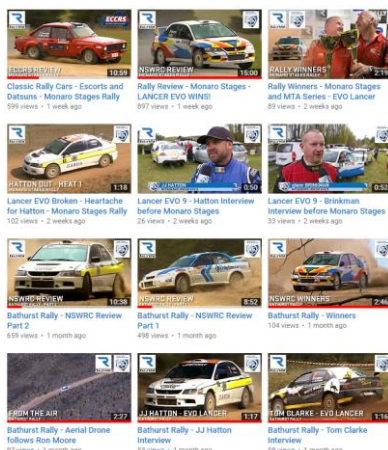 ECCRS
ECCRS REVIEW
10:59
NSWRC REVIEW
15:00
RALLY WINNERS
2:19
Classic Rally Cars - Escorts and
Datsuns - Monaro Stages Rally
599 views • 1 week ago
Rally Review - Monaro Stages -
LANCER EVO WINS!
897 views • 1 week ago
Rally Winners - Monaro Stages
and MTA Series - EVO Lancer
89 views • 2 weeks ago
HATTON OUT - HEAT 1
1:18
JJ HATTON
0:50
0:52
Lancer EVO Broken - Heartache
for Hatton - Monaro Stages Rally
102 views • 2 weeks ago
Lancer EVO 9 - Hatton Interview
before Monaro Stages
26 views • 2 weeks ago
Lancer EVO 9 - Brinkman
Interview before Monaro Stages
33 views • 2 weeks ago
NSWRC REVIEW
10:38
NSWRC REVIEW
8:52
NSWRC WINNERS
2:46
Bathurst Rally - NSWRC Review
Part 2
659 views • 1 month ago
Bathurst Rally - NSWRC Review
Part 1
498 views • 1 month ago
Bathurst Rally - Winners
104 views • 1 month ago
FROM THE AIR
2:27
JJ HATTON - EVO LANCER
1:17
TOM CLARKE - EVO LANCER
1:16
Bathurst Rally - Aerial Drone
follows Ron Moore
Bathurst Rally - JJ Hatton
Interview
Bathurst Rally - Tom Clarke
Interview